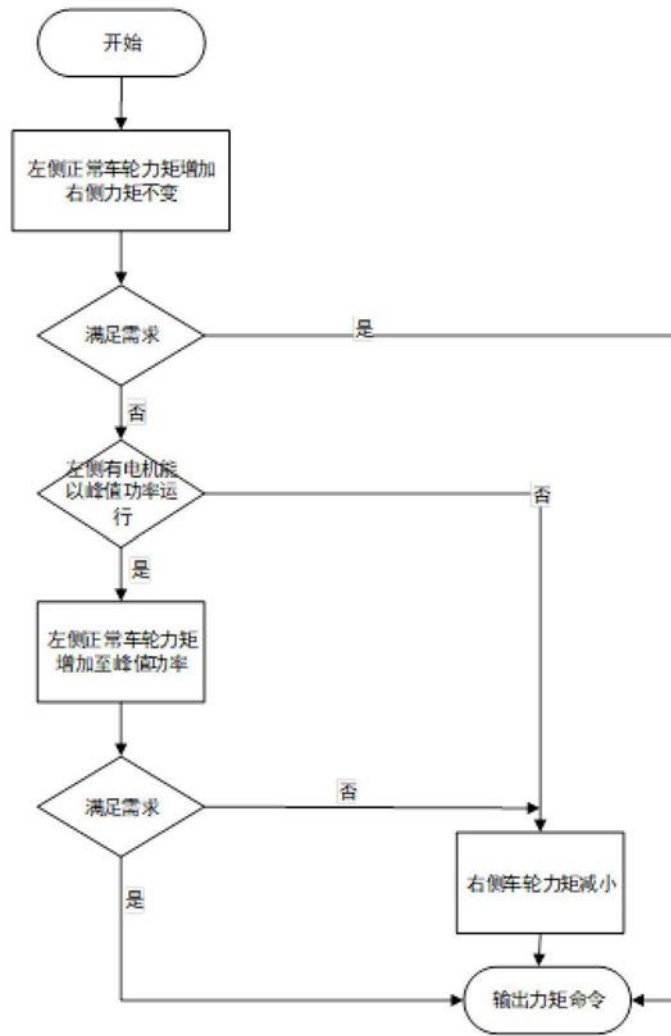 开始
左侧正常车轮力矩增加
右侧力矩不变
满足需求
是
否
左侧有电机能
以峰值功率运
行
否
是
左侧正常车轮力矩
增加至峰值功率
满足需求
否
右侧车轮力矩减小
是
输出力矩命令